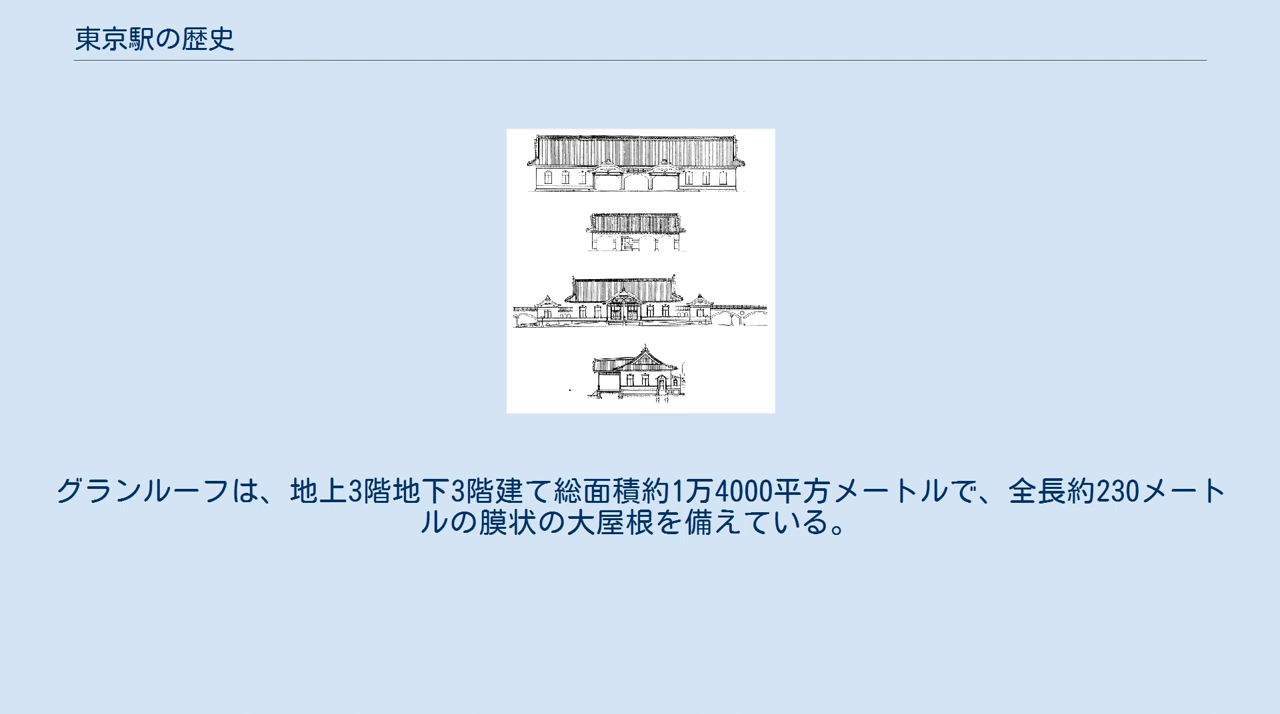 東京駅の歴史
グランルーフは、地上3階地下3階建て総面積約1万4000平方メートルで、全長約230メート
ルの膜状の大屋根を備えている。